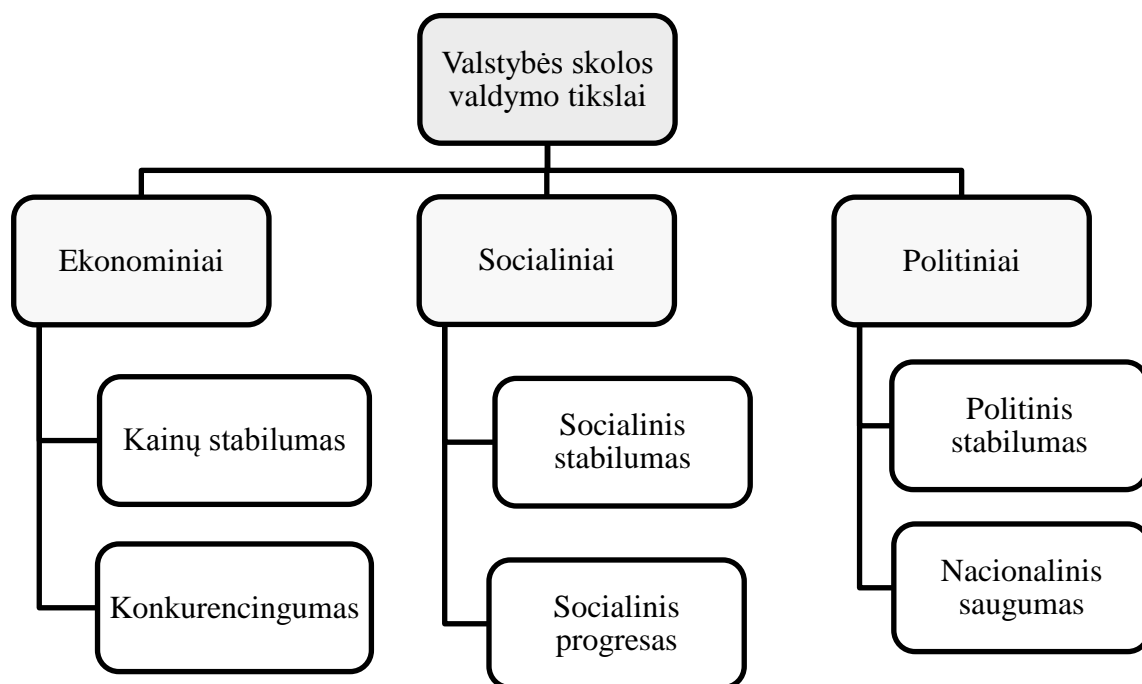 Valstybės skolos
valdymo tikslai
Ekonominiai
Socialiniai
Politiniai
Kainų stabilumas
Socialinis
stabilumas
Politinis
stabilumas
Konkurencingumas
Socialinis
progresas
Nacionalinis
saugumas